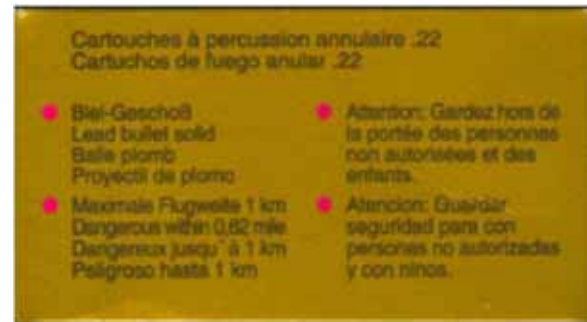 Cartouches à percussion annulaire .22
Cartuchos de fuego anular .22
Blei-Geschoß
Lead bullet solid
Balle plomb
Proyectil de plomo
Maximale Flugweite 1 km
Dangerous within 0,62 mile
Dangereux jusqu´à 1 km
Peligroso hasta 1 km
Attention: Gardez hors de
la portée des personnes
non autorisées et des
enfants.
Atencion: Guardar
seguridad para con
personas no autorizadas
y con ninos.